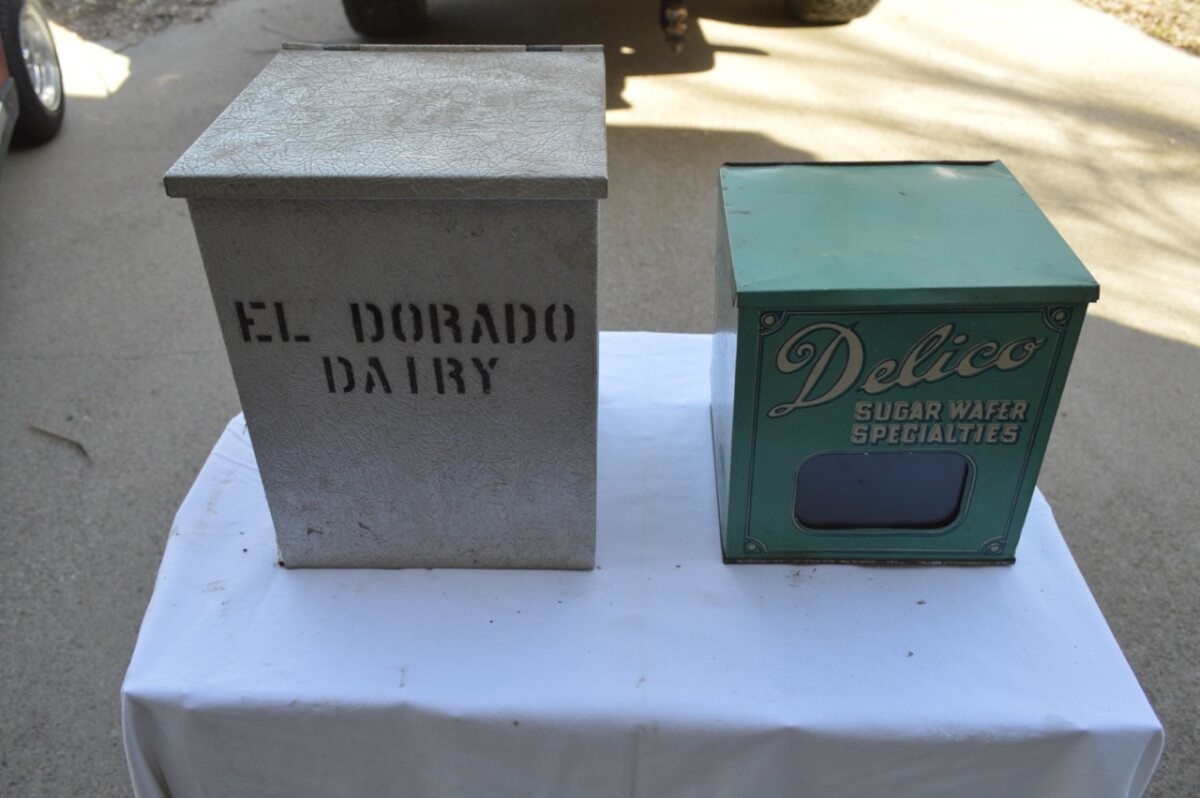 EL DORADO
DAIRY
Delico
SUGAR WAFER
SPECIALTIES